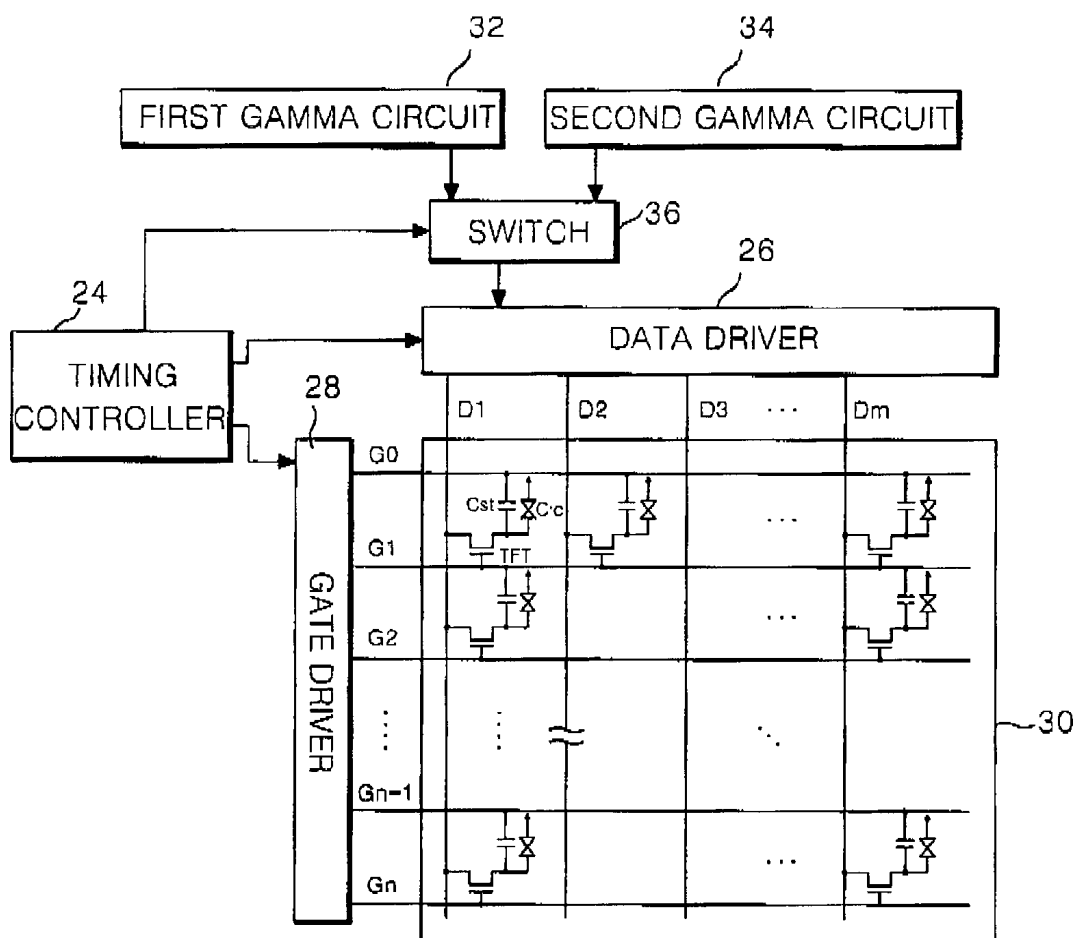 32
34
FIRST GAMMA CIRCUIT
SECOND GAMMA CIRCUIT
SWITCH
36
24
26
TIMING
CONTROLLER
DATA DRIVER
28
D1
D2
D3
...
Dm
G0
Cst
C·c
...
G1
TFT
...
G2
GATE DRIVER
30
Gn-1
...
Gn